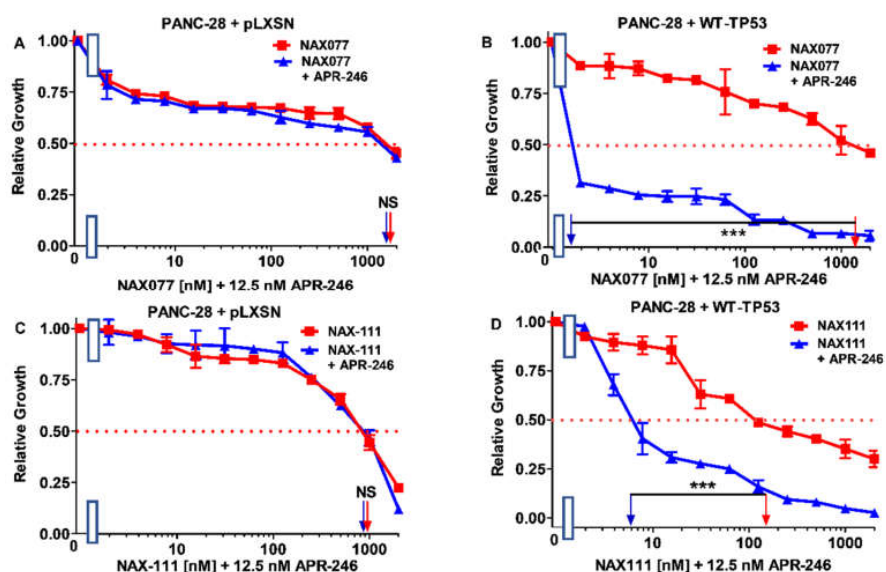 A
PANC-28 + pLXSN
NAX077
NAX077
+ APR-246
Relative Growth
1.00
0.75
0.50
0.25
0.00
NS
0
10
100
1000
NAX077 [nM] + 12.5 nM APR-246
B
PANC-28 + WT-TP53
NAX077
NAX077
+ APR-246
Relative Growth
1.00
0.75
0.50
0.25
0.00
***
0
10
100
1000
NAX077 [nM] + 12.5 nM APR-246
C
PANC-28 + pLXSN
NAX-111
NAX-111
+ APR-246
Relative Growth
1.00
0.75
0.50
0.25
0.00
NS
0
10
100
1000
NAX-111 [nM] + 12.5 nM APR-246
D
PANC-28 + WT-TP53
NAX111
NAX111
+ APR-246
Relative Growth
1.00
0.75
0.50
0.25
0.00
***
0
10
100
1000
NAX111 [nM] + 12.5 nM APR-246